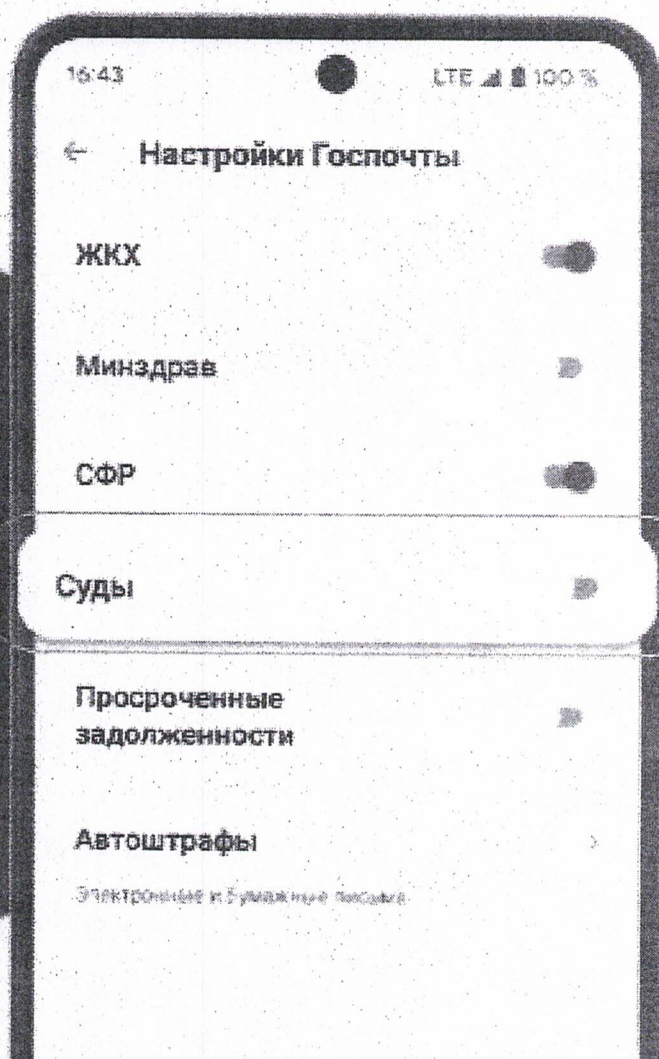 16:43
LTE 100 %
Настройки Госпочты
ЖКХ
Минздрав
СФР
Суды
Просроченные
задолженности
Автоштрафы
Электронные и бумажные письма